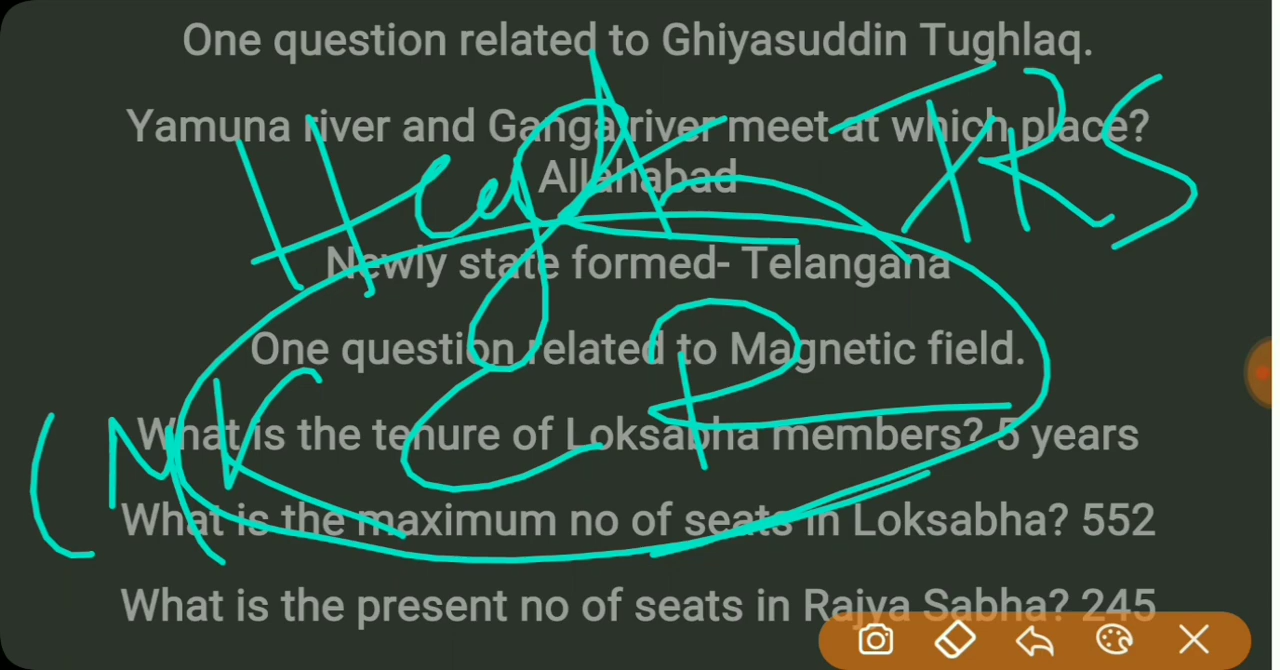 One question related to Ghiyasuddin Tughlaq.
Yamuna river and Ganga river meet at which place?
Allahabad
Newly state formed- Telangana
One question related to Magnetic field.
What is the tenure of Loksabha members? 5 years
What is the maximum no of seats in Loksabha? 552
What is the present no of seats in Rajya Sabha? 245